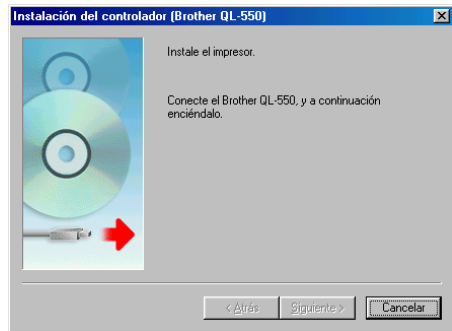 Instalación del controlador (Brother QL-550)
Instale el impresor.
Conecte el Brother QL-550, y a continuación
enciéndalo.
< Atrás
Siguiente >
Cancelar